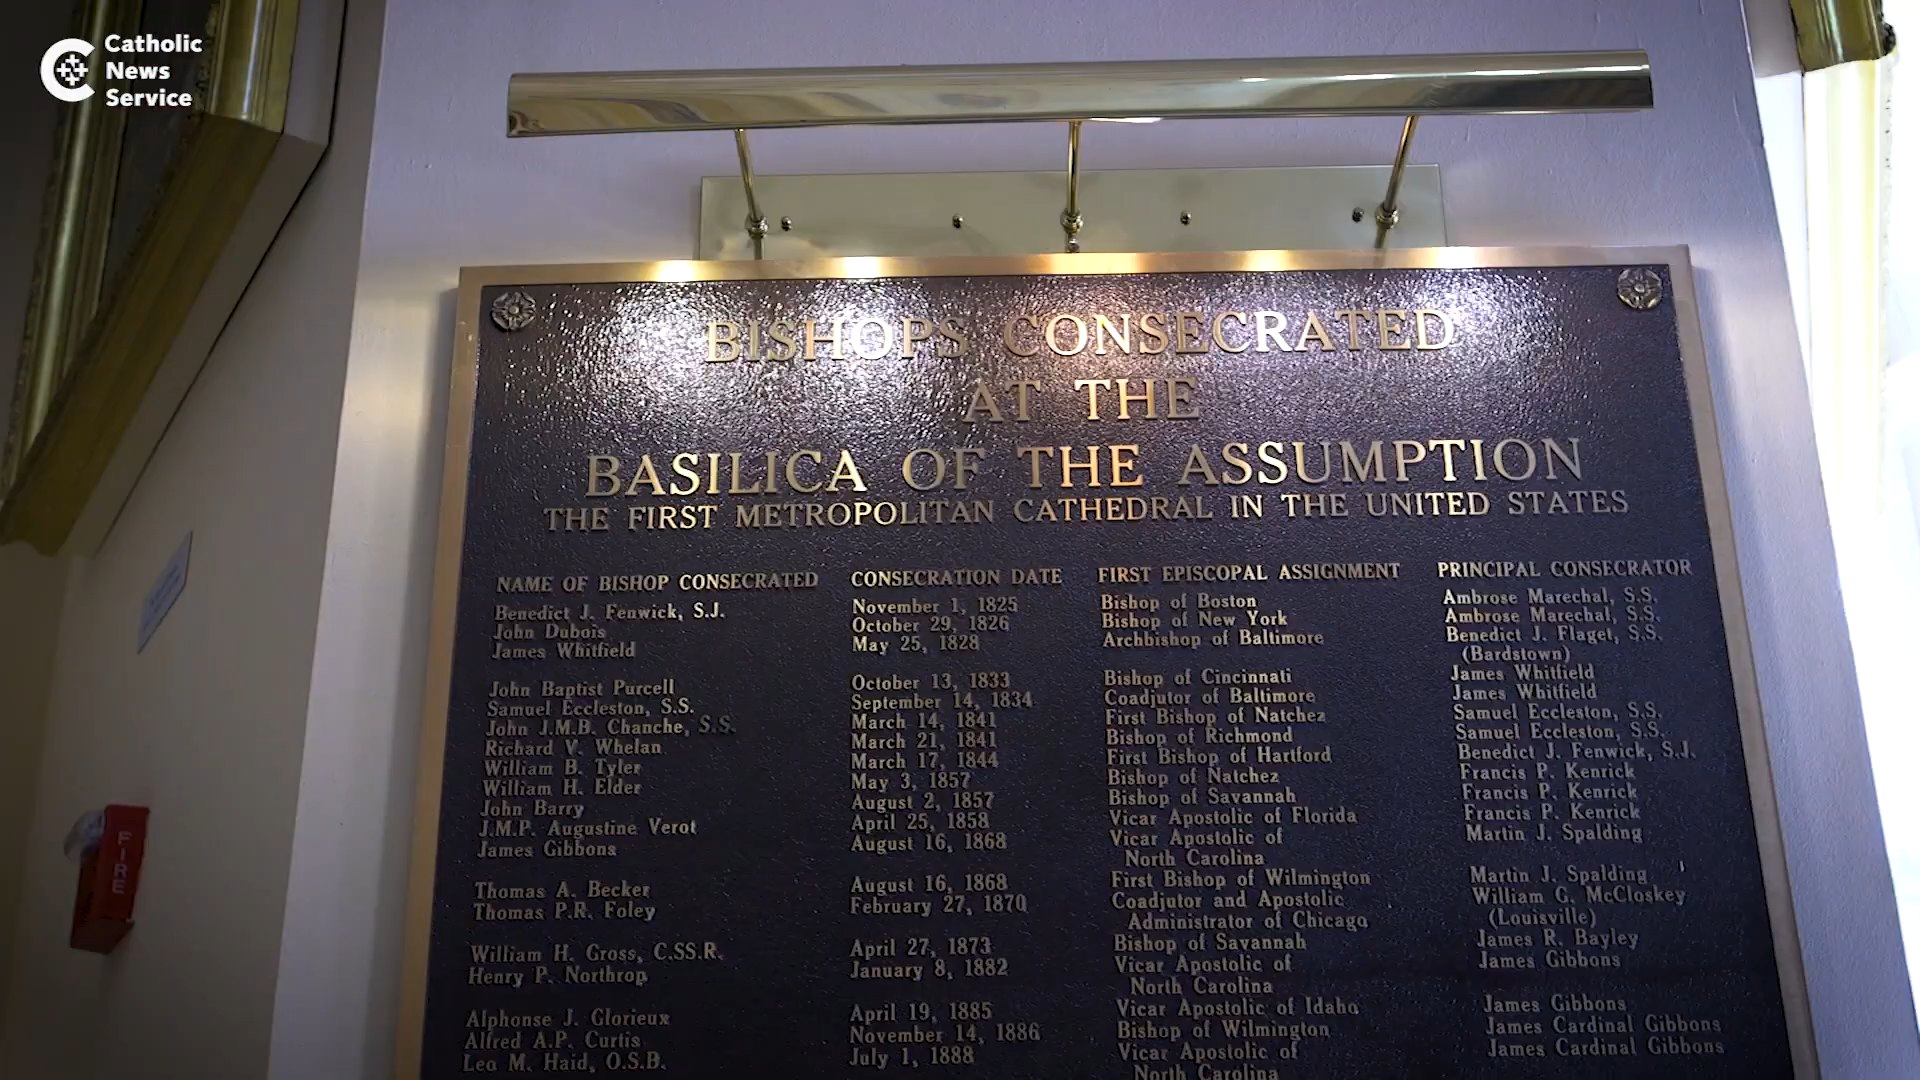 Catholic
News
Service
BISHOPS CONSECRATED
AT THE
BASILICA OF THE ASSUMPTION
THE FIRST METROPOLITAN CATHEDRAL IN THE UNITED STATES
NAME OF BISHOP CONSECRATED CONSECRATION DATE FIRST EPISCOPAL ASSIGNMENT PRINCIPAL CONSECRATOR
Benedict J. Fenwick, S.J. November 1, 1825 Bishop of Boston Ambrose Marechal, S.S.
John Dubois October 29, 1826 Bishop of New York Ambrose Marechal, S.S.
James Whitfield May 25, 1828 Archbishop of Baltimore Benedict J. Flaget, S.S.
(Bardstown)
John Baptist Purcell October 13, 1833 Bishop of Cincinnati James Whitfield
Samuel Eccleston, S.S. September 14, 1834 Coadjutor of Baltimore James Whitfield
John J.M.B. Chanche, S.S. March 14, 1841 First Bishop of Natchez Samuel Eccleston, S.S.
Richard V. Whelan March 21, 1841 Bishop of Richmond Samuel Eccleston, S.S.
William B. Tyler March 17, 1844 First Bishop of Hartford Benedict J. Fenwick, S.J.
William H. Elder May 3, 1857 Bishop of Natchez Francis P. Kenrick
John Barry August 2, 1857 Bishop of Savannah Francis P. Kenrick
J.M.P. Augustine Verot April 25, 1858 Vicar Apostolic of Florida Francis P. Kenrick
James Gibbons August 16, 1868 Vicar Apostolic of Martin J. Spalding
North Carolina
Thomas A. Becker August 16, 1868 First Bishop of Wilmington Martin J. Spalding
Thomas P.R. Foley February 27, 1870 Coadjutor and Apostolic William G. McCloskey
Administrator of Chicago (Louisville)
William H. Gross, C.SS.R. April 27, 1873 Bishop of Savannah James R. Bayley
Henry P. Northrop January 8, 1882 Vicar Apostolic of James Gibbons
North Carolina
Alphonse J. Glorieux April 19, 1885 Vicar Apostolic of Idaho James Gibbons
Alfred A.P. Curtis November 14, 1886 Bishop of Wilmington James Cardinal Gibbons
Leo M. Haid, O.S.B. July 1, 1888 Vicar Apostolic of James Cardinal Gibbons
North Carolina
FIRE